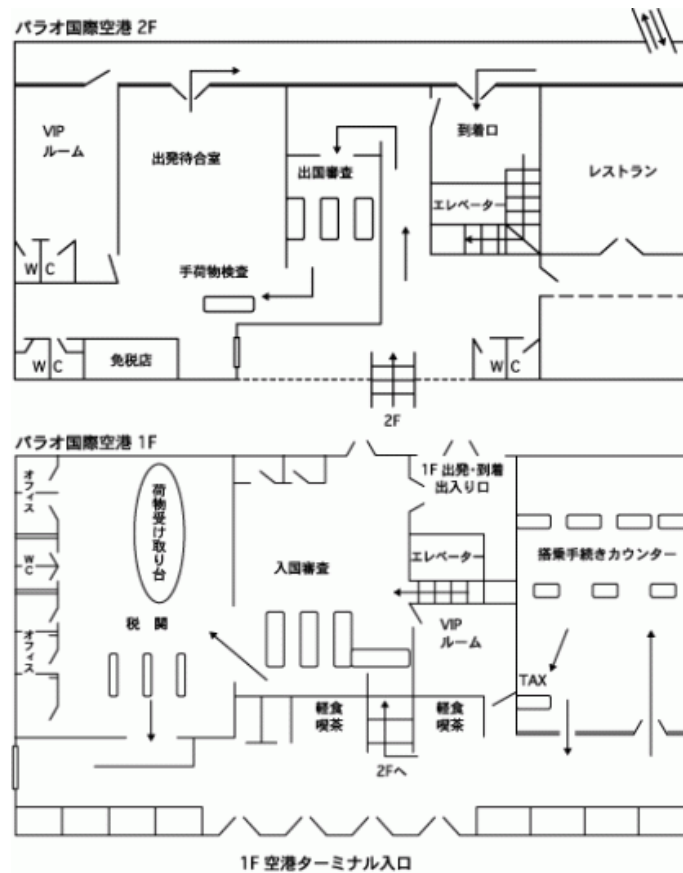 パラオ国際空港 2F
VIP
ルーム
出発待合室
出国審査
到着口
エレベーター
レストラン
W C
手荷物検査
W C
免税店
W C
2F
パラオ国際空港 1F
オフィス
荷物受け取り台
1F 出発・到着
出入り口
WC
入国審査
エレベーター
搭乗手続きカウンター
税 関
オフィス
VIP
ルーム
TAX
軽食
喫茶
軽食
喫茶
2Fへ
1F 空港ターミナル入口